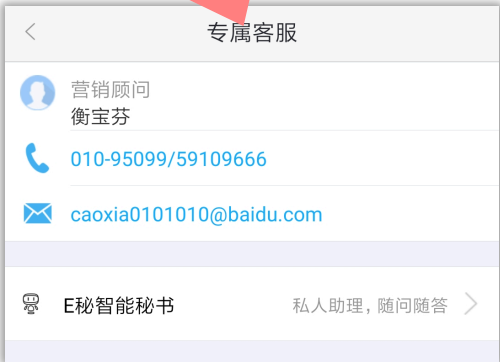 专属客服
营销顾问
衡宝芬
010-95099/59109666
caoxia0101010@baidu.com
E秘智能秘书 私人助理，随问随答